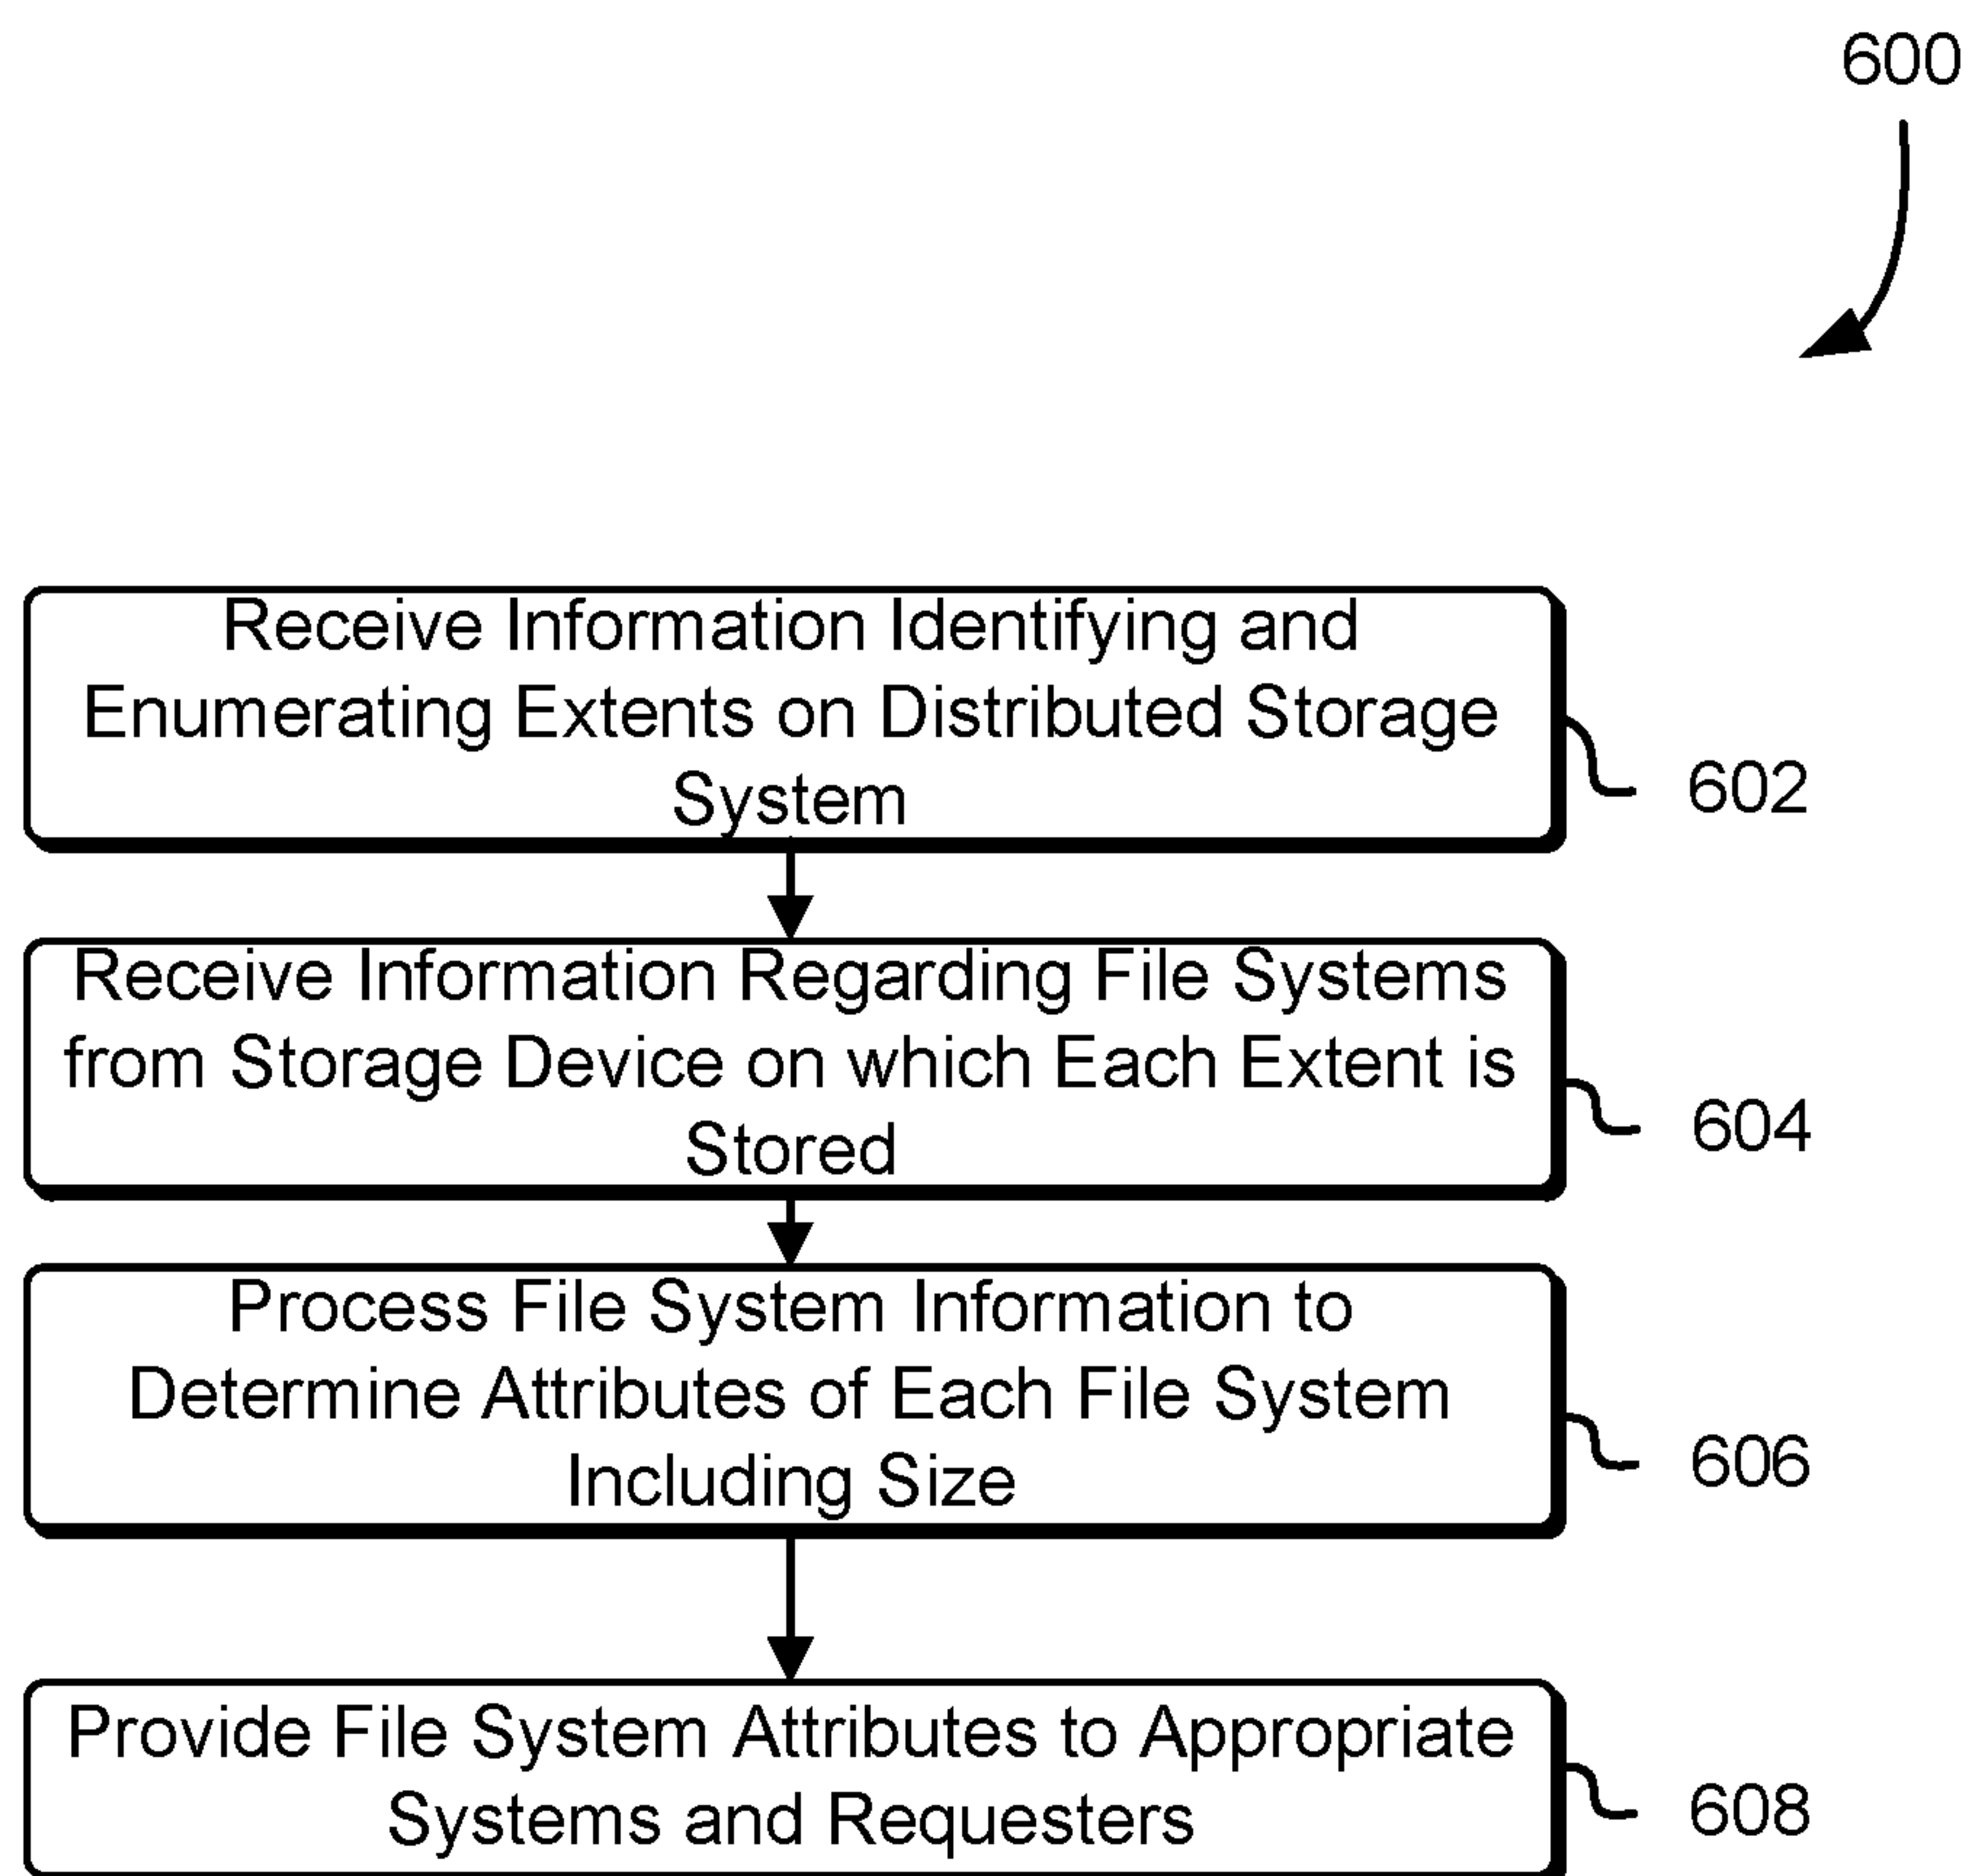 600
Receive Information Identifying and
Enumerating Extents on Distributed Storage
System
602
Receive Information Regarding File Systems
from Storage Device on which Each Extent is
Stored
604
Process File System Information to
Determine Attributes of Each File System
Including Size
606
Provide File System Attributes to Appropriate
Systems and Requesters
608